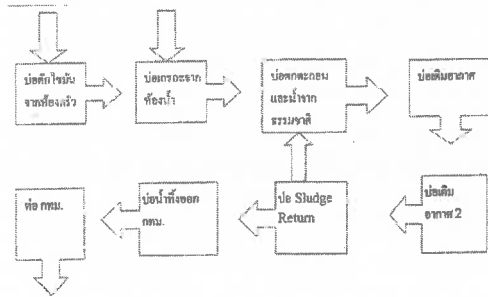 บ่อดักไขมัน
จากห้องครัว
บ่อเกรอะจาก
ห้องน้ำ
บ่อตกตะกอน
และน้ำจาก
ธรรมชาติ
บ่อเติมอากาศ
ท่อ กทม.
บ่อน้ำทิ้งออก
กทม.
บ่อ Sludge
Return
บ่อเติม
อากาศ 2